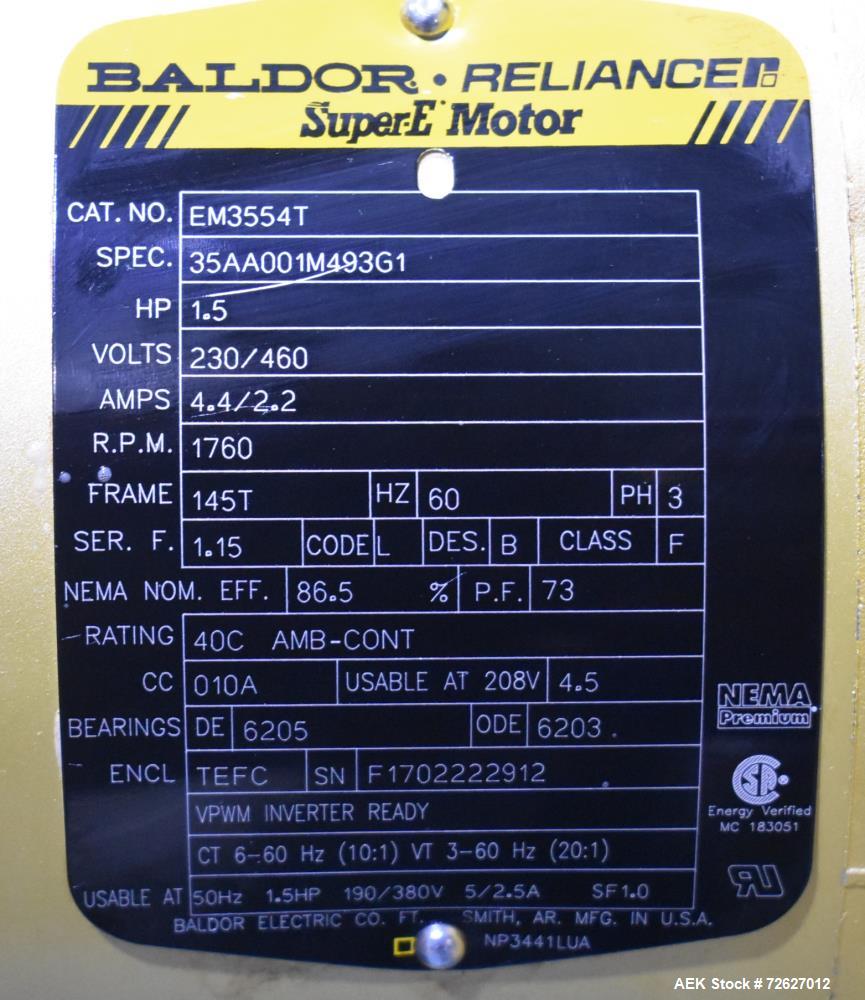 BALDOR • RELIANCE
Super-E Motor
CAT. NO. EM3554T
SPEC. 35AA001M493G1
HP 1.5
VOLTS 230/460
AMPS 4.4/2.2
R.P.M. 1760
FRAME 145T HZ 60 PH 3
SER. F. 1.15 CODE L DES. B CLASS F
NEMA NOM. EFF. 86.5 % P.F. 73
RATING 40C AMB-CONT
CC 010A USABLE AT 208V 4.5
BEARINGS DE 6205 ODE 6203
ENCL TEFC SN F1702222912
VPWM INVERTER READY
CT 6-60 Hz (10:1) VT 3-60 Hz (20:1)
USABLE AT 50Hz 1.5HP 190/380V 5/2.5A SF1.0
BALDOR ELECTRIC CO. FT. SMITH, AR. MFG. IN U.S.A.
NP3441LUA
NEMA
Premium
Energy Verified
MC 183051
AEK Stock # 72627012